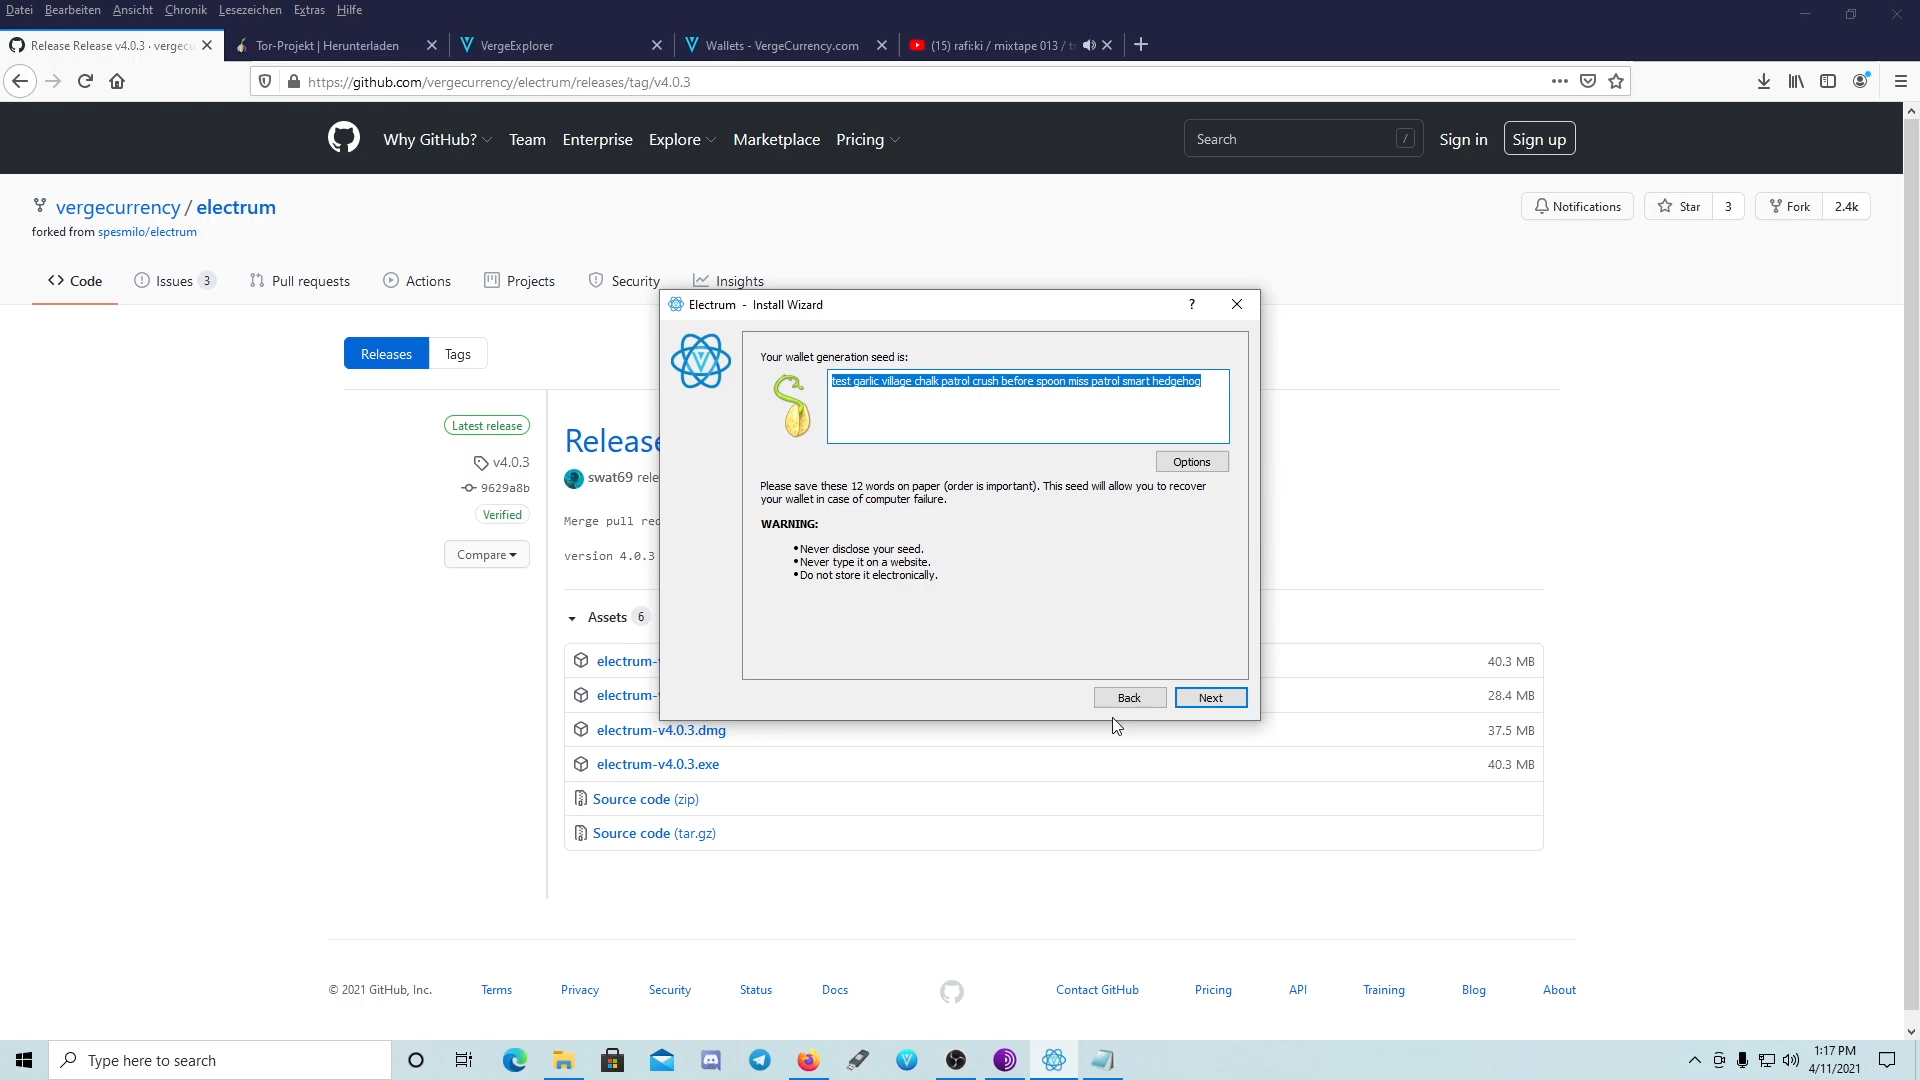 Datei Bearbeiten Ansicht Chronik Lesezeichen Extras Hilfe
Release Release v4.0.3 · vergecu
Tor-Projekt | Herunterladen
VergeExplorer
Wallets - VergeCurrency.com
(15) rafi:ki / mixtape 013 / t
https://github.com/vergecurrency/electrum/releases/tag/v4.0.3
Why GitHub? Team Enterprise Explore Marketplace Pricing
Search /
Sign in Sign up
vergecurrency / electrum
Notifications Star 3 Fork 2.4k
forked from spesmilo/electrum
Code Issues 3 Pull requests Actions Projects Security Insights
Electrum - Install Wizard ?
Releases Tags
Your wallet generation seed is:
test garlic village chalk patrol crush before spoon miss patrol smart hedgehog
Options
Please save these 12 words on paper (order is important). This seed will allow you to recover
your wallet in case of computer failure.
WARNING:
Never disclose your seed.
Never type it on a website.
Do not store it electronically.
Back Next
Latest release
v4.0.3
9629a8b
Verified
Compare
Release
swat69 rele
Merge pull rec
version 4.0.3
Assets 6
electrum- 40.3 MB
electrum- 28.4 MB
electrum-v4.0.3.dmg 37.5 MB
electrum-v4.0.3.exe 40.3 MB
Source code (zip)
Source code (tar.gz)
© 2021 GitHub, Inc. Terms Privacy Security Status Docs Contact GitHub Pricing API Training Blog About
Type here to search
1:17 PM
4/11/2021